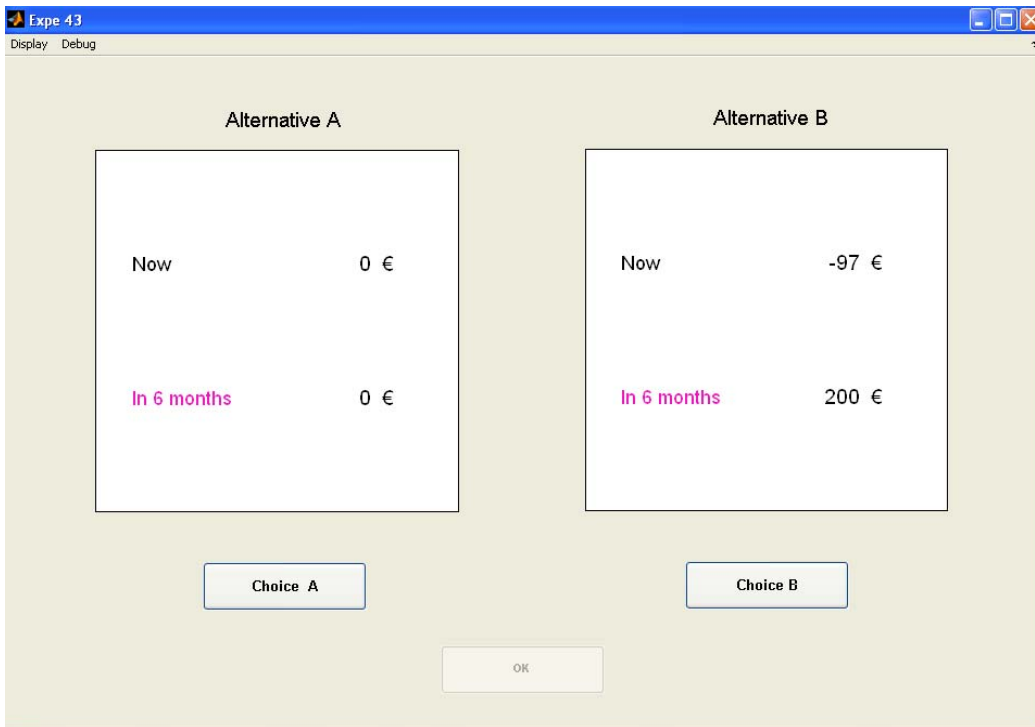 Expe 43
Display Debug
Alternative A
Now 0 €
In 6 months 0 €
Choice A
Alternative B
Now -97 €
In 6 months 200 €
Choice B
OK